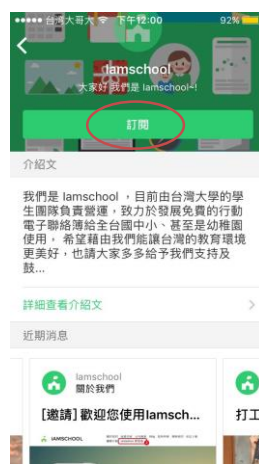 台灣大哥大 下午12:00 92%
Iamschool
大家好 我們是 Iamschool~!
訂閱
介紹文
我們是 Iamschool ，目前由台灣大學的學
生團隊負責營運，致力於發展免費的行動
電子聯絡簿給全台國中小、甚至是幼稚園
使用， 希望藉由我們能讓台灣的教育環境
更美好，也請大家多多給予我們支持及
鼓...
詳細查看介紹文
近期消息
Iamschool
關於我們
[邀請] 歡迎您使用Iamsch...
打工
IAMSCHOOL